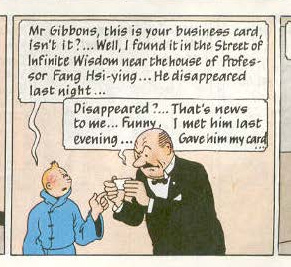 Mr Gibbons, this is your business card,
isn't it?... Well, I found it in the Street of
Infinite Wisdom near the house of Profes-
sor Fang Hsi-ying... He disappeared
last night...
Disappeared?... That's news
to me... Funny, I met him last
evening... Gave him my card